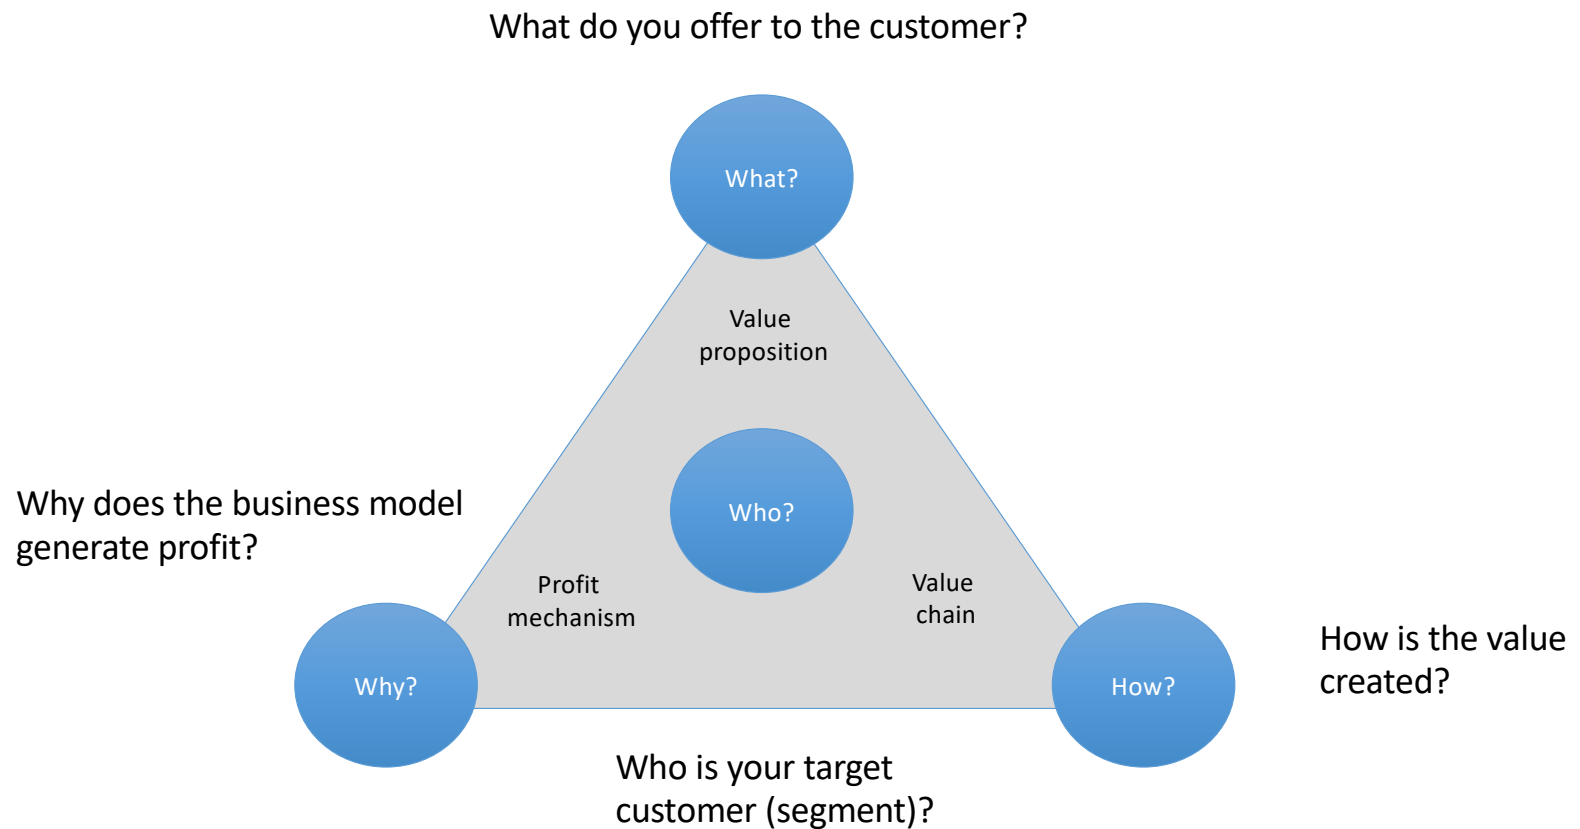 What do you offer to the customer?
What?
Value
proposition
Who?
Why does the business model
generate profit?
Profit
mechanism
Value
chain
Why?
How?
How is the value
created?
Who is your target
customer (segment)?